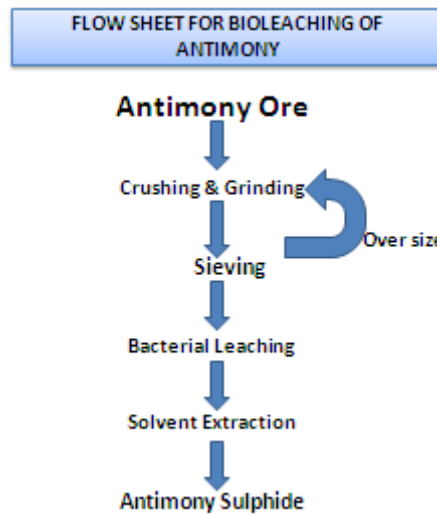 FLOW SHEET FOR BIOLEACHING OF
ANTIMONY
Antimony Ore
Crushing & Grinding
Over size
Sieving
Bacterial Leaching
Solvent Extraction
Antimony Sulphide